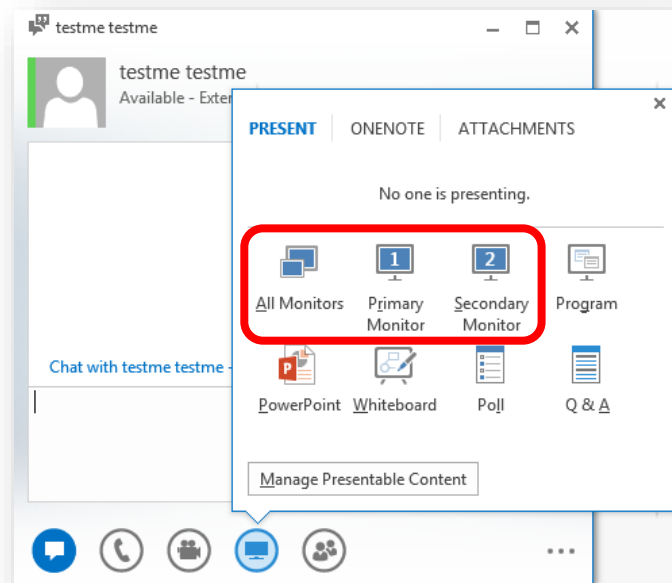 testme testme
testme testme
Available - Exter
PRESENT ONENOTE ATTACHMENTS
No one is presenting.
1 2
All Monitors Primary Monitor Secondary Monitor Program
P
PowerPoint Whiteboard Poll Q & A
Chat with testme testme -
Manage Presentable Content